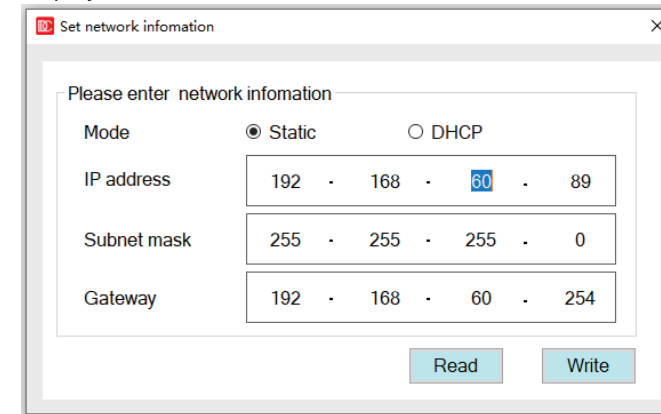 Set network infomation
Please enter network infomation
Mode Static DHCP
IP address 192 . 168 . 60 . 89
Subnet mask 255 . 255 . 255 . 0
Gateway 192 . 168 . 60 . 254
Read Write